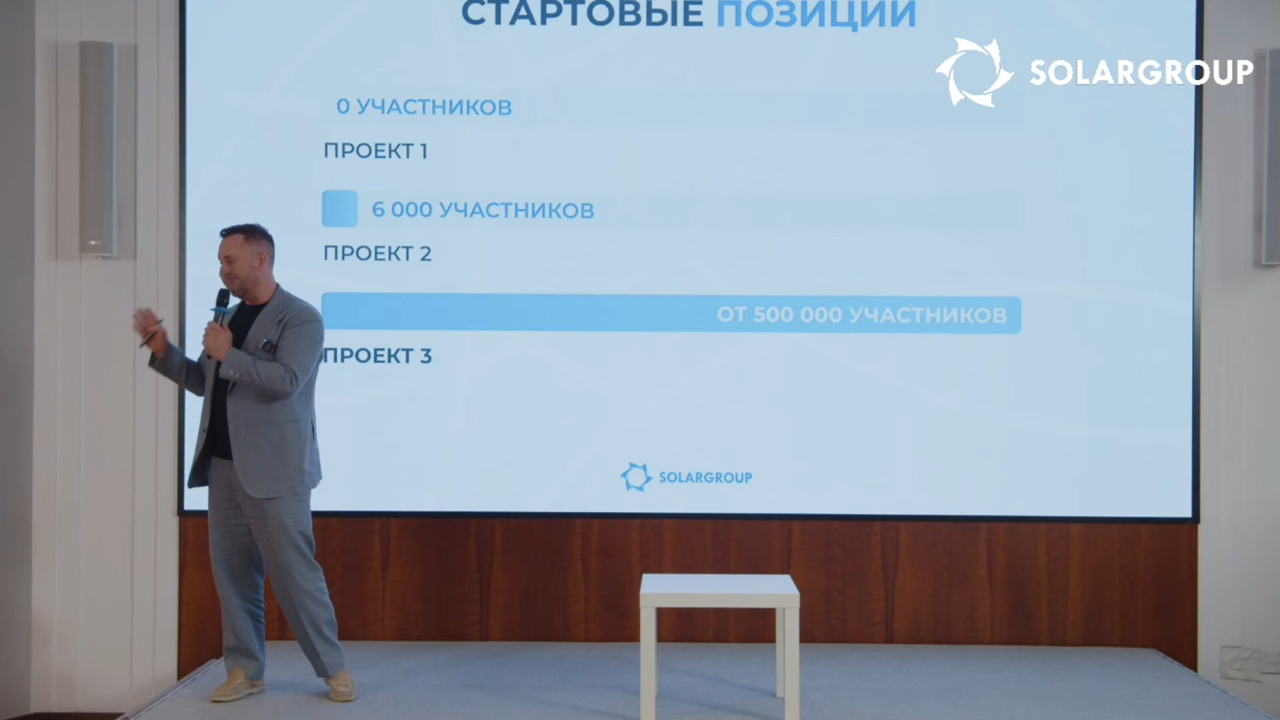 СТАРТОВЫЕ ПОЗИЦИИ
SOLARGROUP
0 УЧАСТНИКОВ
ПРОЕКТ 1
6 000 УЧАСТНИКОВ
ПРОЕКТ 2
ОТ 500 000 УЧАСТНИКОВ
ПРОЕКТ 3
SOLARGROUP